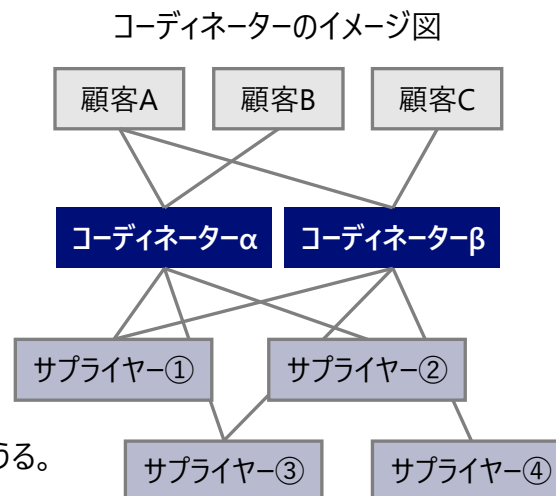 コーディネーターのイメージ図
顧客A
顧客B
顧客C
コーディネーターα
コーディネーターβ
サプライヤー①
サプライヤー②
うる。
サプライヤー③
サプライヤー④